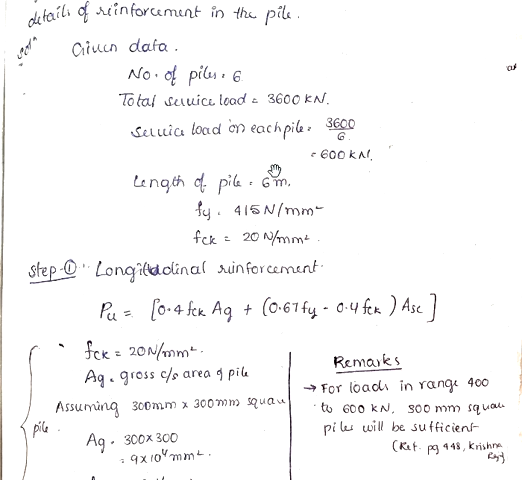 details of reinforcement in the pile.
soln
Given data.
No. of piles = 6
Total service load = 3600 KN.
service load on each pile = 3600/6
= 600 KN.
Length of pile = 6m.
fy = 415 N/mm²
fck = 20 N/mm².
step-① Longitudinal reinforcement.
Pu = [0.4 fck Ag + (0.67 fy - 0.4 fck) Asc]
fck = 20 N/mm².
Ag = gross c/s area of pile
Assuming 300mm x 300mm square
pile.
Ag = 300x300
= 9x10⁴ mm².
Remarks
→ For loads in range 400
to 600 KN, 300 mm square
piles will be sufficient
(Ref. pg 448, Krishna
Raju)